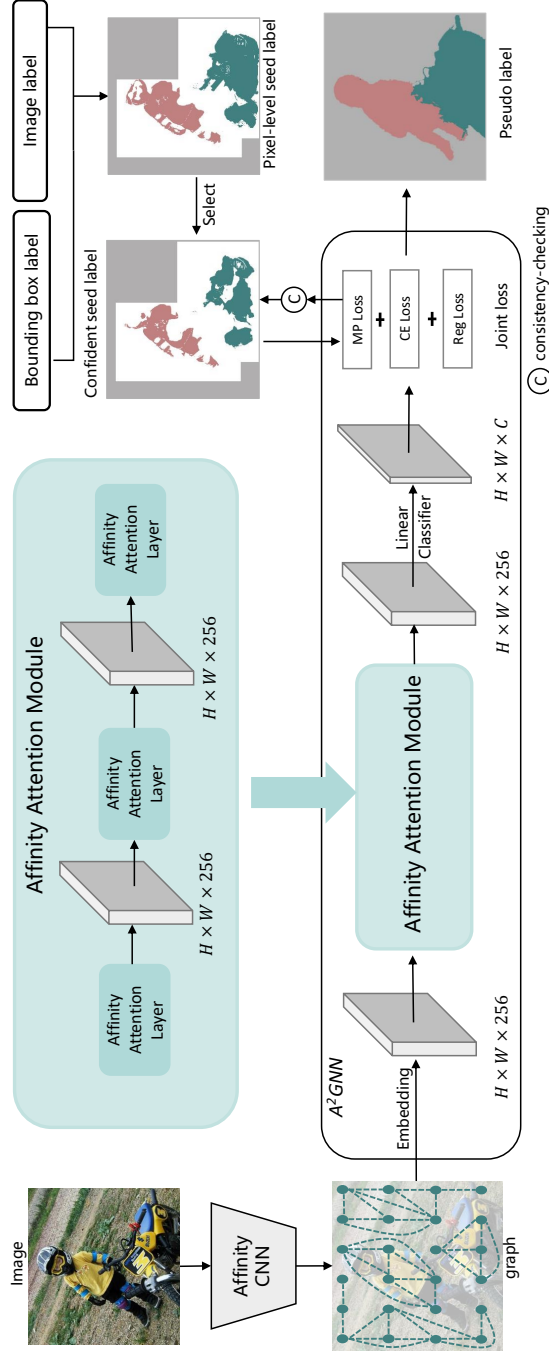 Image
Affinity
CNN
graph
Affinity Attention Module
Affinity
Attention
Layer
H × W × 256
Affinity
Attention
Layer
H × W × 256
Affinity
Attention
Layer
Bounding box label
Image label
Confident seed label
Select
Pixel-level seed label
A²GNN
Embedding
H × W × 256
Affinity Attention Module
H × W × 256
Linear
Classifier
H × W × C
MP Loss
+
CE Loss
+
Reg Loss
Joint loss
C
Pseudo label
C consistency-checking